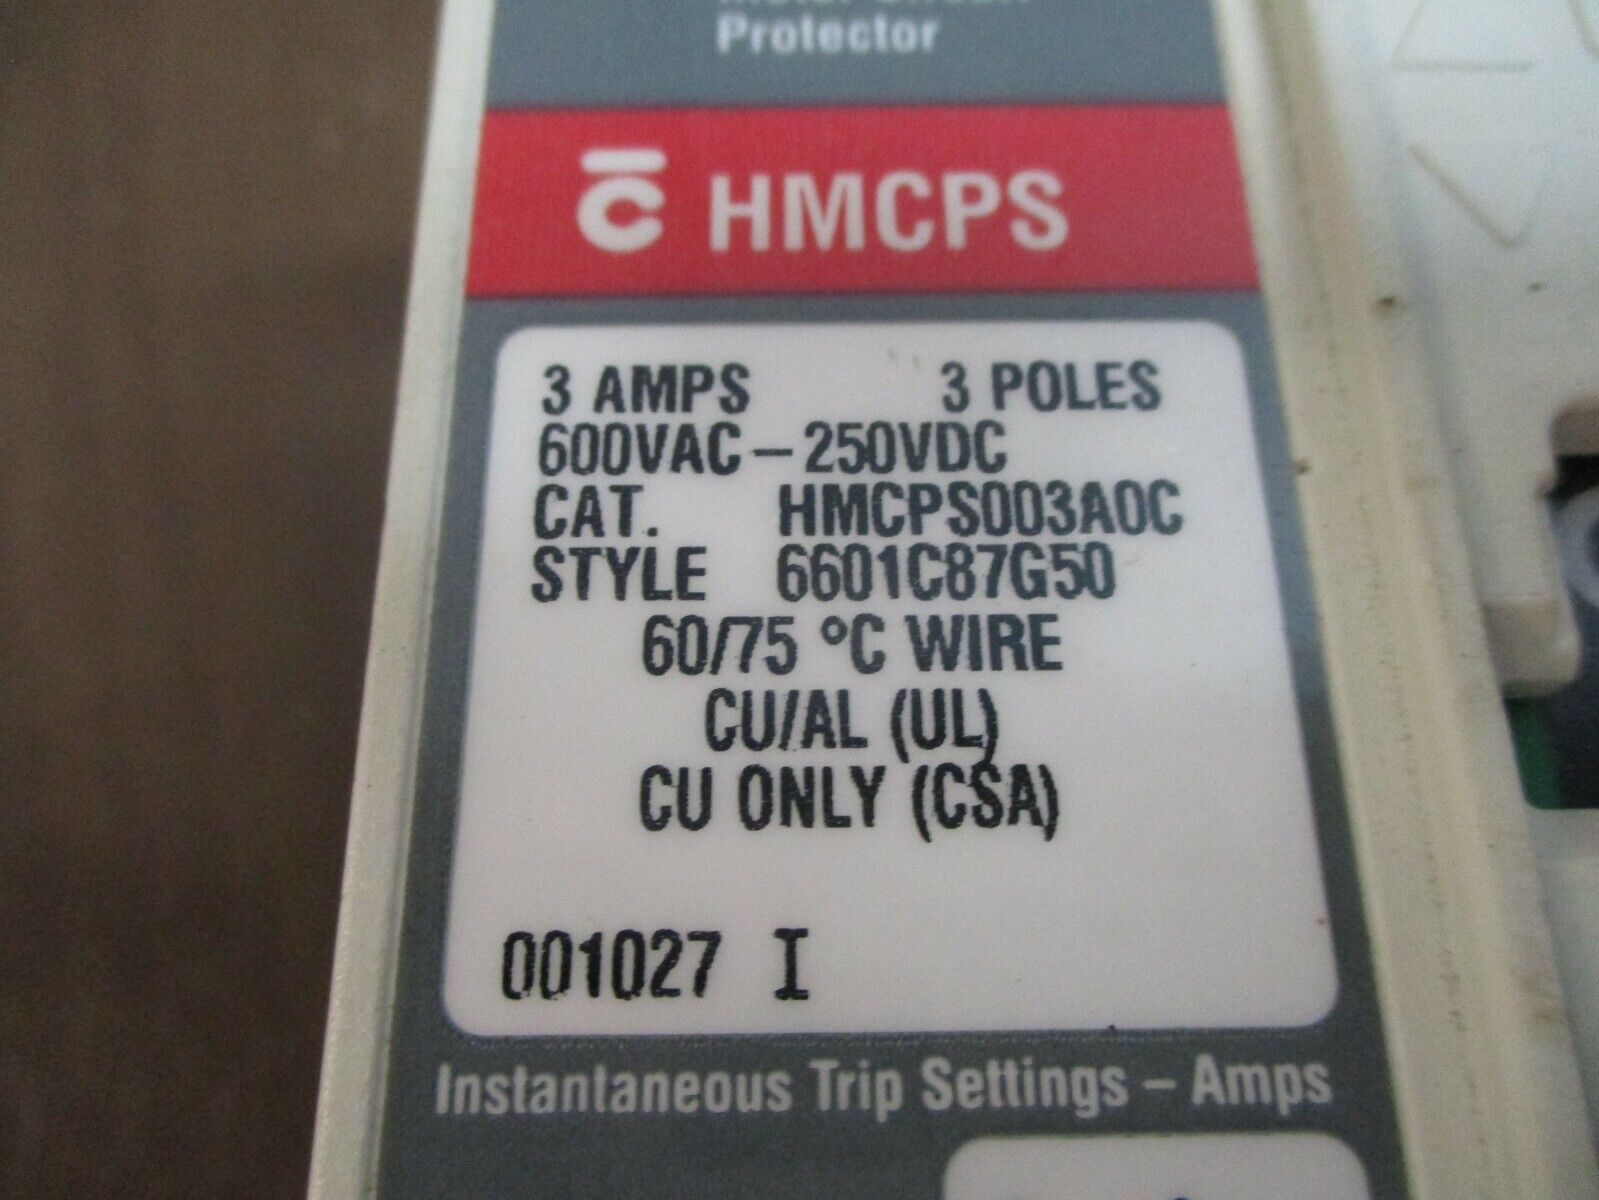 Protector
C HMCPS
3 AMPS 3 POLES
600VAC – 250VDC
CAT. HMCPS003A0C
STYLE 6601C87G50
60/75 °C WIRE
CU/AL (UL)
CU ONLY (CSA)
001027 I
Instantaneous Trip Settings – Amps